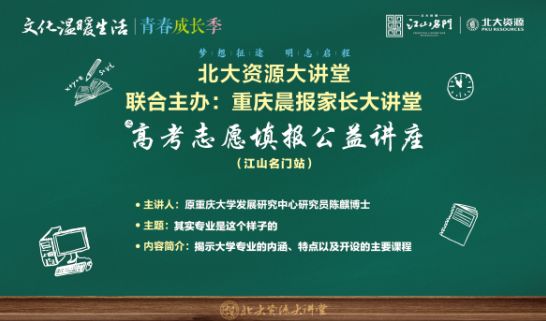 文化温暖生活 | 青春成长季
江山名門
北大资源
PKU RESOURCES
梦想征途 明志启程
北大资源大讲堂
联合主办：重庆晨报家长大讲堂
之高考志愿填报公益讲座
（江山名门站）
• 主讲人：原重庆大学发展研究中心研究员陈麒博士
• 主题：其实专业是这个样子的
• 内容简介：揭示大学专业的内涵、特点以及开设的主要课程
北大资源大讲堂